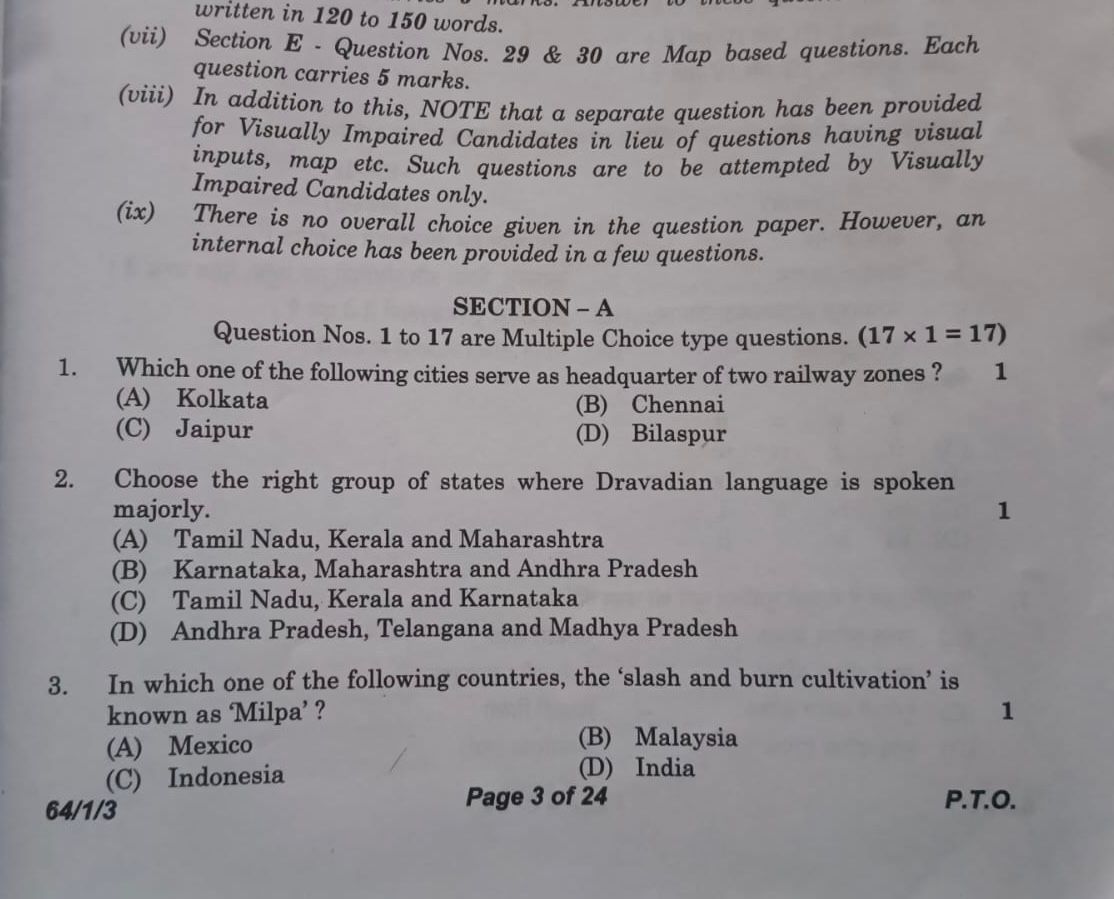 written in 120 to 150 words.
(vii) Section E - Question Nos. 29 & 30 are Map based questions. Each
question carries 5 marks.
(viii) In addition to this, NOTE that a separate question has been provided
for Visually Impaired Candidates in lieu of questions having visual
inputs, map etc. Such questions are to be attempted by Visually
Impaired Candidates only.
(ix) There is no overall choice given in the question paper. However, an
internal choice has been provided in a few questions.
SECTION – A
Question Nos. 1 to 17 are Multiple Choice type questions. (17 × 1 = 17)
1. Which one of the following cities serve as headquarter of two railway zones ? 1
(A) Kolkata (B) Chennai
(C) Jaipur (D) Bilaspur
2. Choose the right group of states where Dravadian language is spoken
majorly. 1
(A) Tamil Nadu, Kerala and Maharashtra
(B) Karnataka, Maharashtra and Andhra Pradesh
(C) Tamil Nadu, Kerala and Karnataka
(D) Andhra Pradesh, Telangana and Madhya Pradesh
3. In which one of the following countries, the ‘slash and burn cultivation’ is
known as ‘Milpa’ ? 1
(A) Mexico (B) Malaysia
(C) Indonesia (D) India
64/1/3 Page 3 of 24 P.T.O.